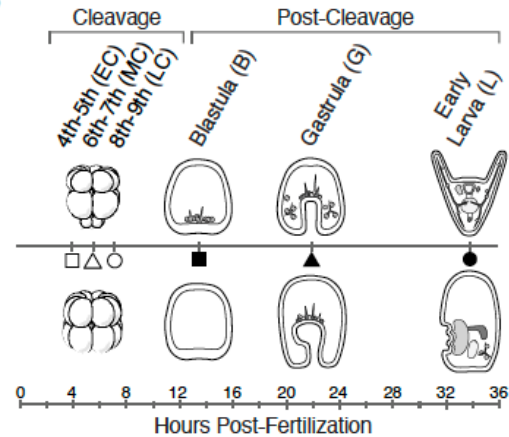 Cleavage
Post-Cleavage
4th-5th (EC)
6th-7th (MC)
8th-9th (LC)
Blastula (B)
Gastrula (G)
Early
Larva (L)
0 4 8 12 16 20 24 28 32 36
Hours Post-Fertilization